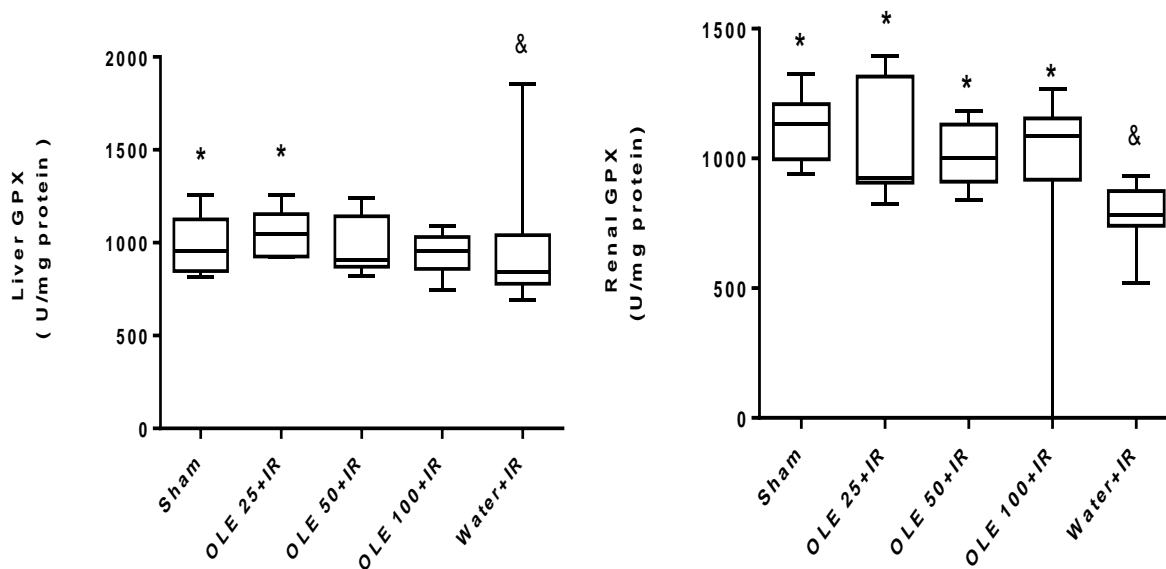 Liver GPX
( U/mg protein )
2000
1500
1000
500
0
*
*
&
Sham
OLE 25+IR
OLE 50+IR
OLE 100+IR
Water+IR
Renal GPX
(U/mg protein)
1500
1000
500
0
*
*
*
*
&
Sham
OLE 25+IR
OLE 50+IR
OLE 100+IR
Water+IR